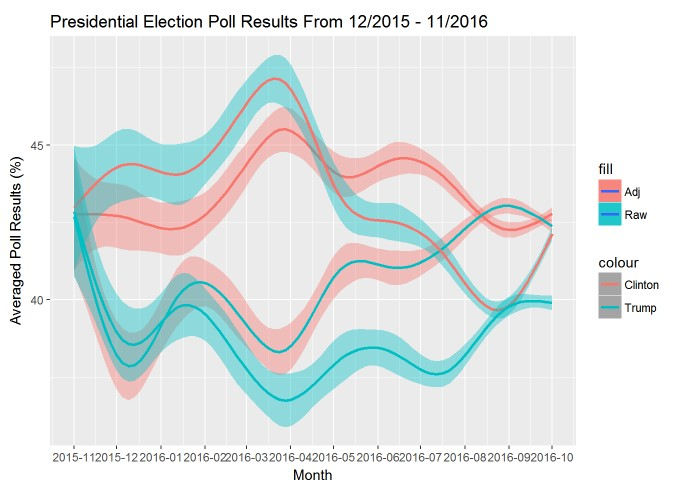 Presidential Election Poll Results From 12/2015 - 11/2016
Averaged Poll Results (%)
45
40
2015-11 2015-12 2016-01 2016-02 2016-03 2016-04 2016-05 2016-06 2016-07 2016-08 2016-09 2016-10
Month
fill
Adj
Raw
colour
Clinton
Trump